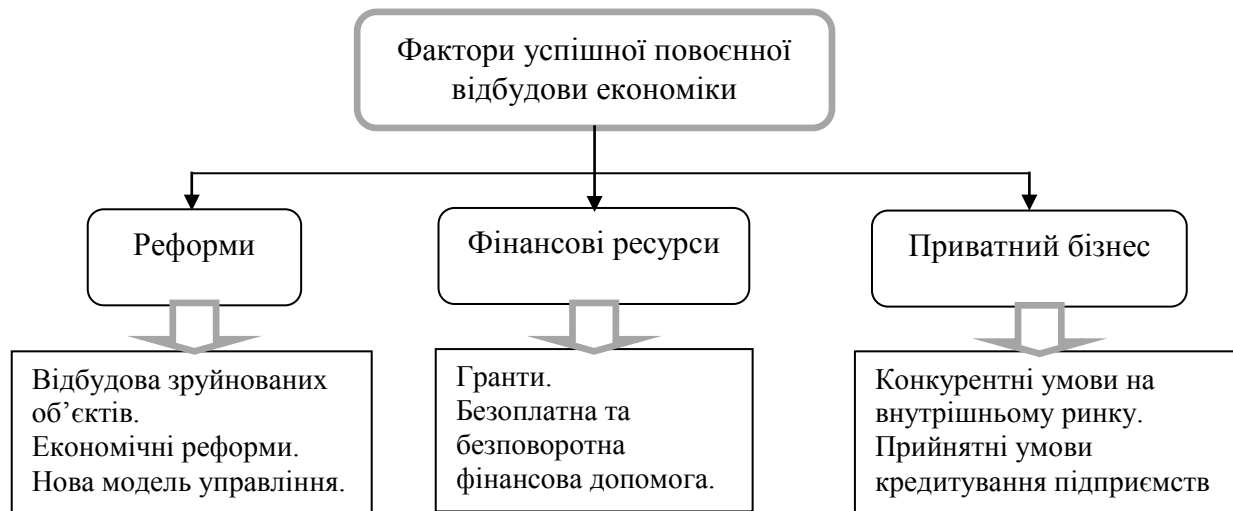 Фактори успішної повоєнної
відбудови економіки
Реформи
Фінансові ресурси
Приватний бізнес
Відбудова зруйнованих
об’єктів.
Економічні реформи.
Нова модель управління.
Гранти.
Безоплатна та
безповоротна
фінансова допомога.
Конкурентні умови на
внутрішньому ринку.
Прийнятні умови
кредитування підприємств